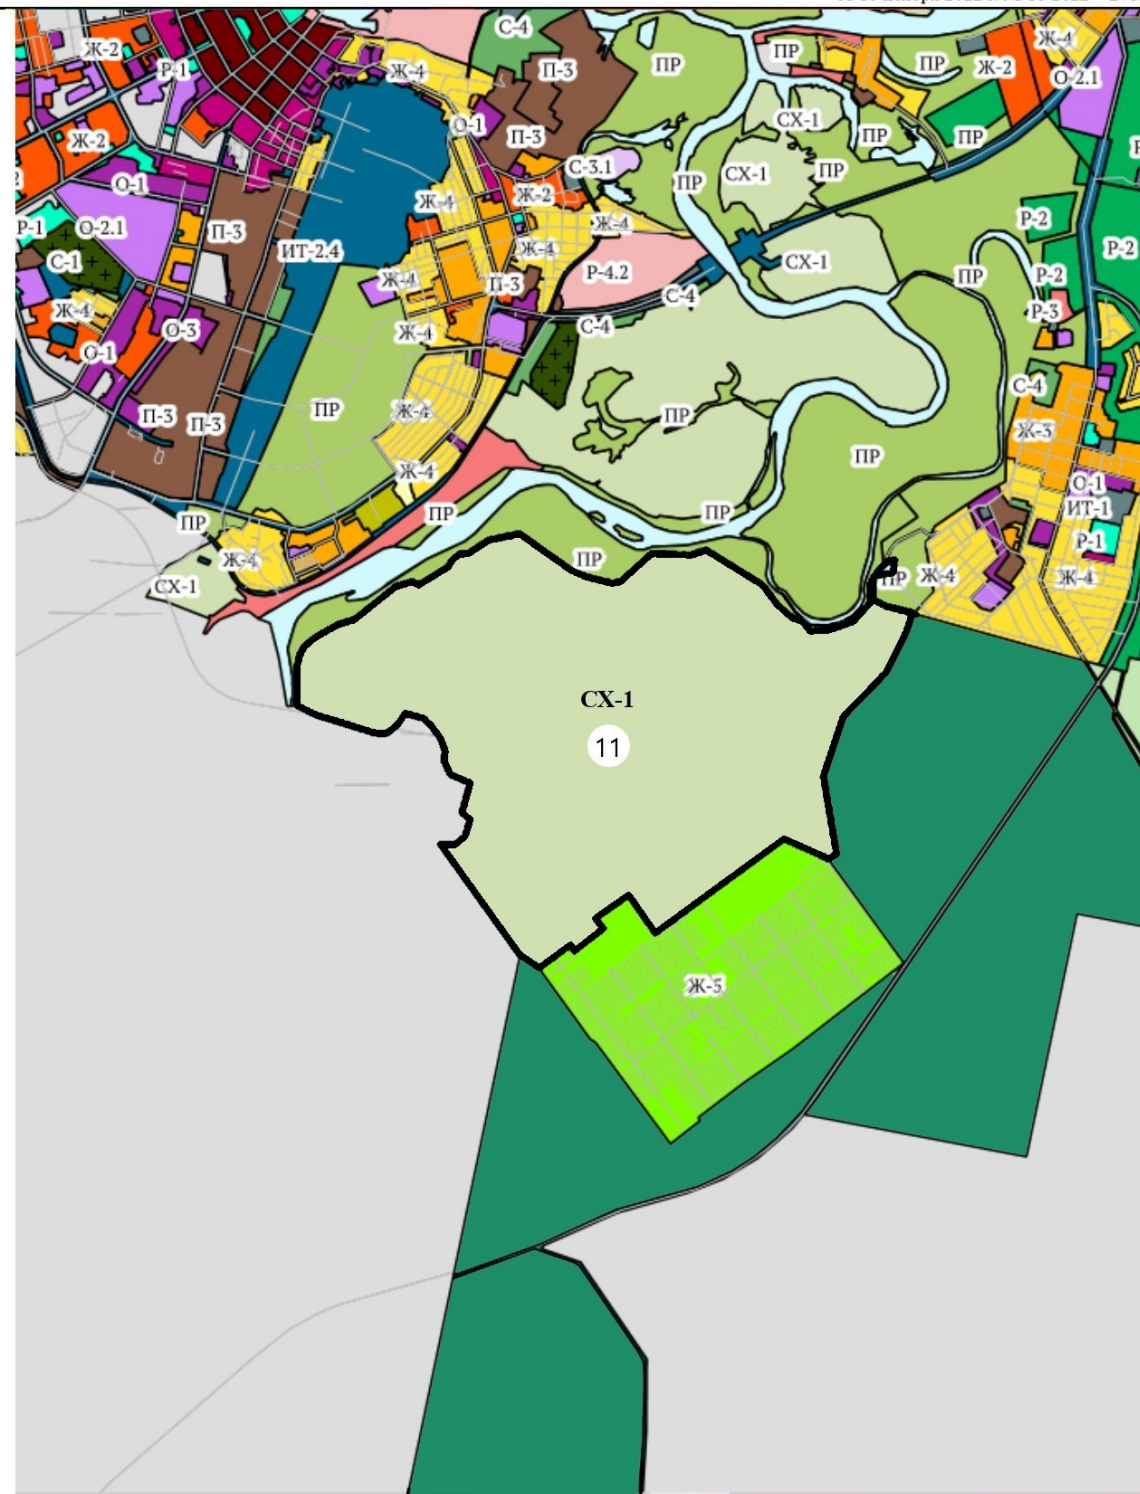 С-4
Ж-2
Ж-4
ПР
Ж-4
П-3
ПР
ПР
Ж-2
Р-1
О-2.1
СХ-1
О-1
П-3
ПР
ПР
Ж-2
С-3.1
ПР
СХ-1
ПР
О-1
Ж-2
Ж-4
Р-1
О-2.1
П-3
Ж-4
Р-2
ИТ-2.4
Ж-4
Р-2
С-1
СХ-1
Р-4.2
ПР
Р-2
Ж-4
П-3
С-4
Ж-4
Р-3
О-3
Ж-4
С-4
О-1
С-4
ПР
Ж-4
ПР
П-3
П-3
Ж-3
ПР
Ж-4
О-1
ПР
ПР
ИТ-1
ПР
Р-1
Ж-4
ПР
СХ-1
ПР
Ж-4
Ж-4
СХ-1
11
Ж-5